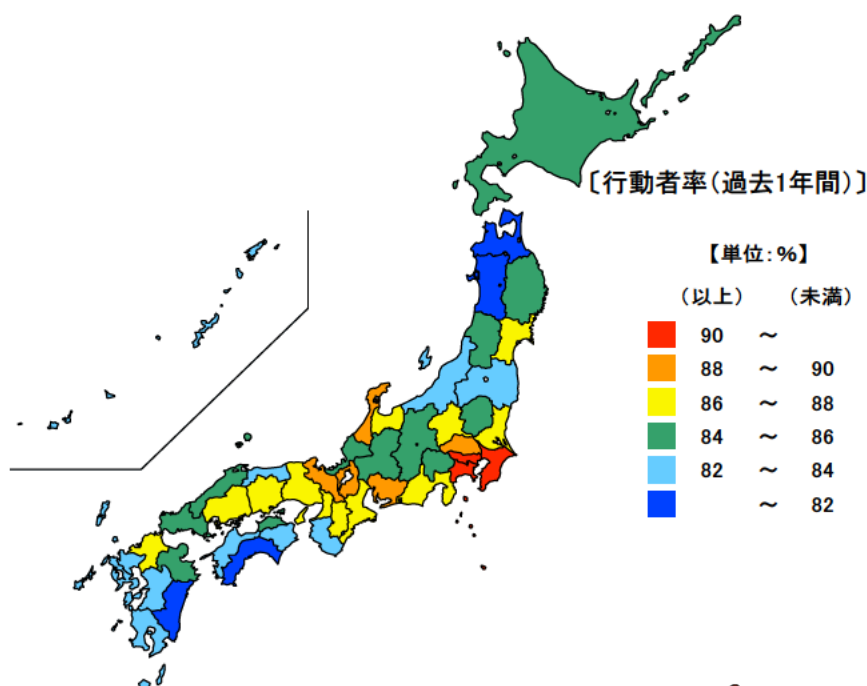 〔行動者率(過去1年間)〕
【単位:%】
(以上) (未満)
90 ~
88 ~ 90
86 ~ 88
84 ~ 86
82 ~ 84
~ 82